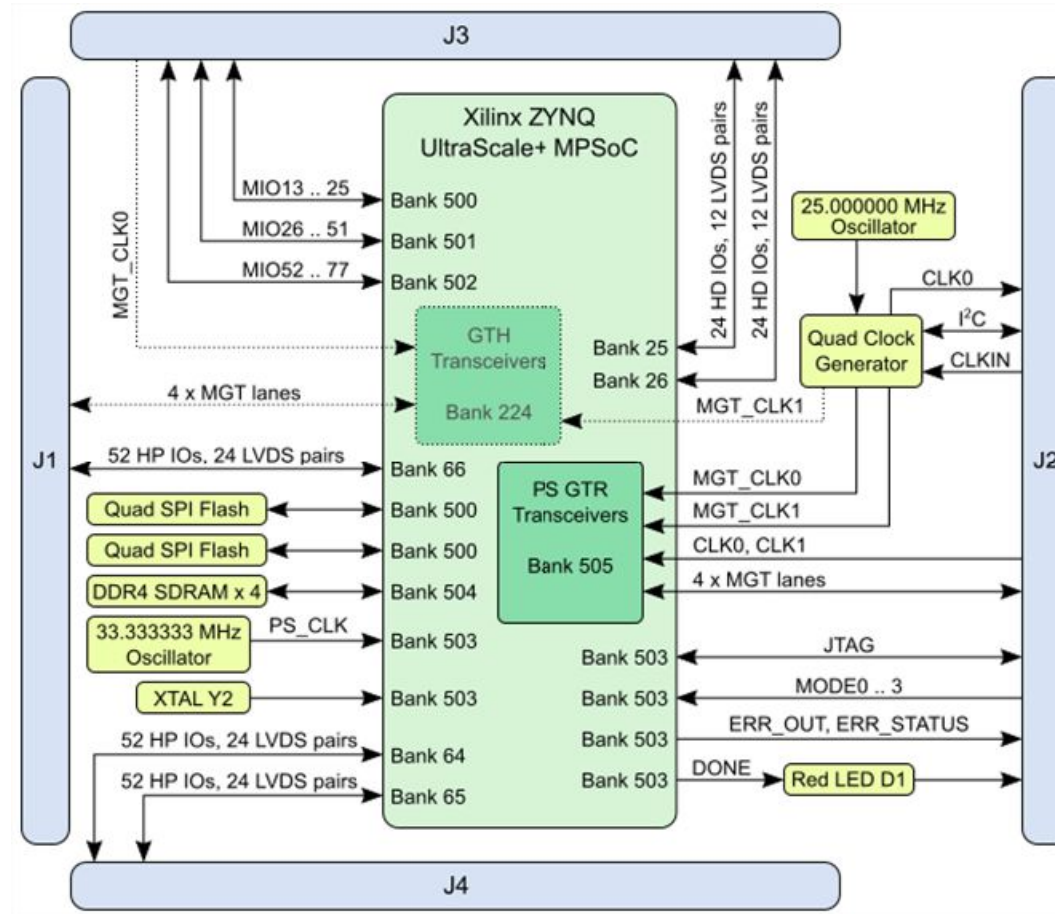 J3
Xilinx ZYNQ
UltraScale+ MPSoC
MIO13 .. 25
Bank 500
MIO26 .. 51
Bank 501
MIO52 .. 77
Bank 502
MGT_CLK0
24 HD IOs, 12 LVDS pairs
24 HD IOs, 12 LVDS pairs
25.000000 MHz
Oscillator
CLK0
I²C
CLKIN
Quad Clock
Generator
GTH
Transceivers
Bank 224
Bank 25
Bank 26
4 x MGT lanes
MGT_CLK1
J1
J2
52 HP IOs, 24 LVDS pairs
Bank 66
Quad SPI Flash
Bank 500
Quad SPI Flash
Bank 500
DDR4 SDRAM x 4
Bank 504
33.333333 MHz
Oscillator
PS_CLK
Bank 503
XTAL Y2
Bank 503
PS GTR
Transceivers
Bank 505
MGT_CLK0
MGT_CLK1
CLK0, CLK1
4 x MGT lanes
Bank 503
JTAG
Bank 503
MODE0 .. 3
Bank 503
ERR_OUT, ERR_STATUS
Bank 503
DONE
Red LED D1
52 HP IOs, 24 LVDS pairs
Bank 64
52 HP IOs, 24 LVDS pairs
Bank 65
J4